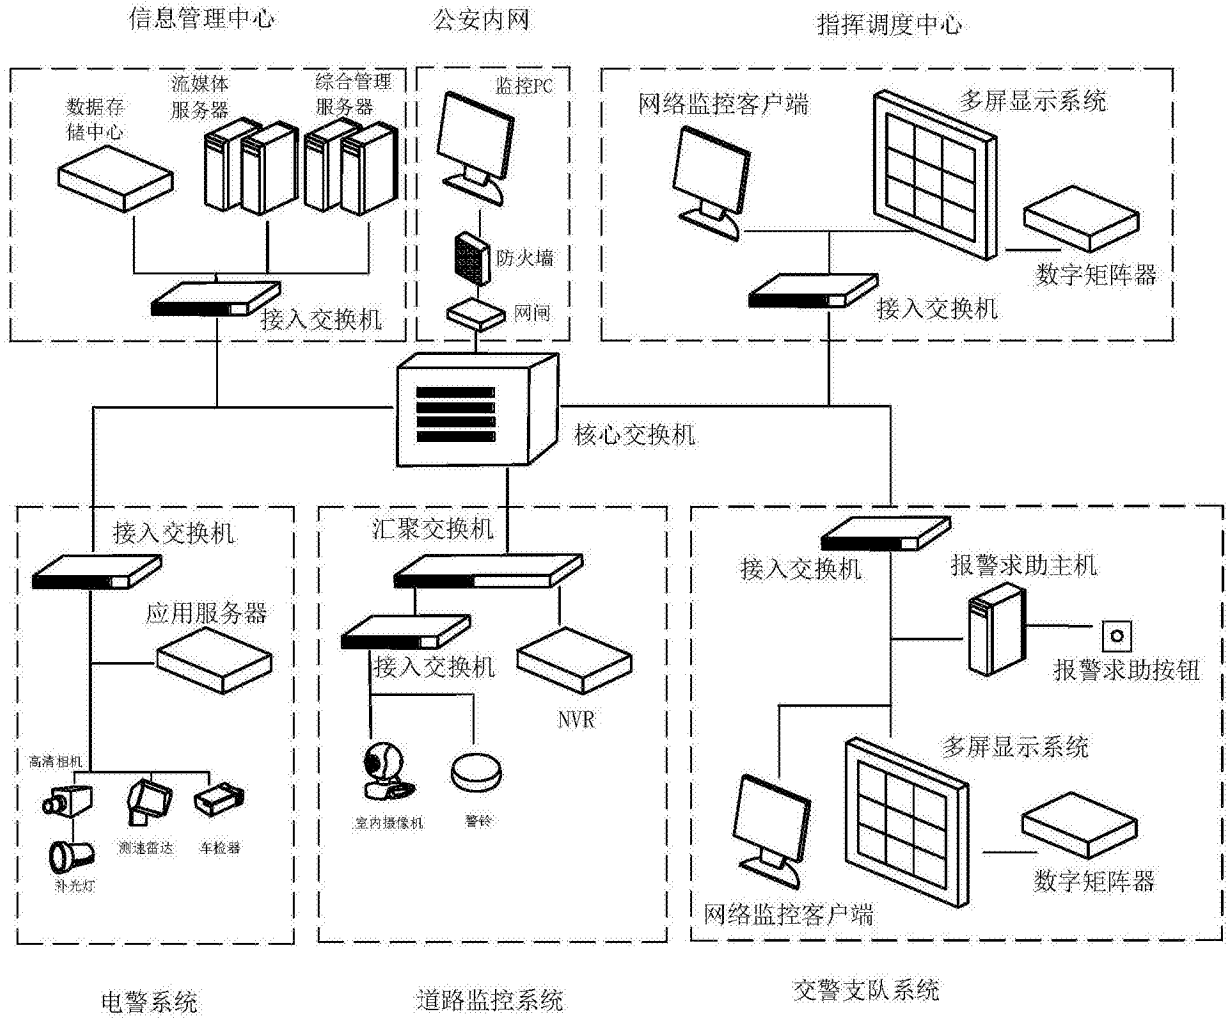 信息管理中心
公安内网
指挥调度中心
数据存
储中心
流媒体
服务器
综合管理
服务器
接入交换机
监控PC
防火墙
网闸
网络监控客户端
多屏显示系统
接入交换机
数字矩阵器
核心交换机
接入交换机
应用服务器
高清相机
测速雷达
车检器
补光灯
汇聚交换机
接入交换机
NVR
室内摄像机
警铃
接入交换机
报警求助主机
报警求助按钮
多屏显示系统
网络监控客户端
数字矩阵器
电警系统
道路监控系统
交警支队系统